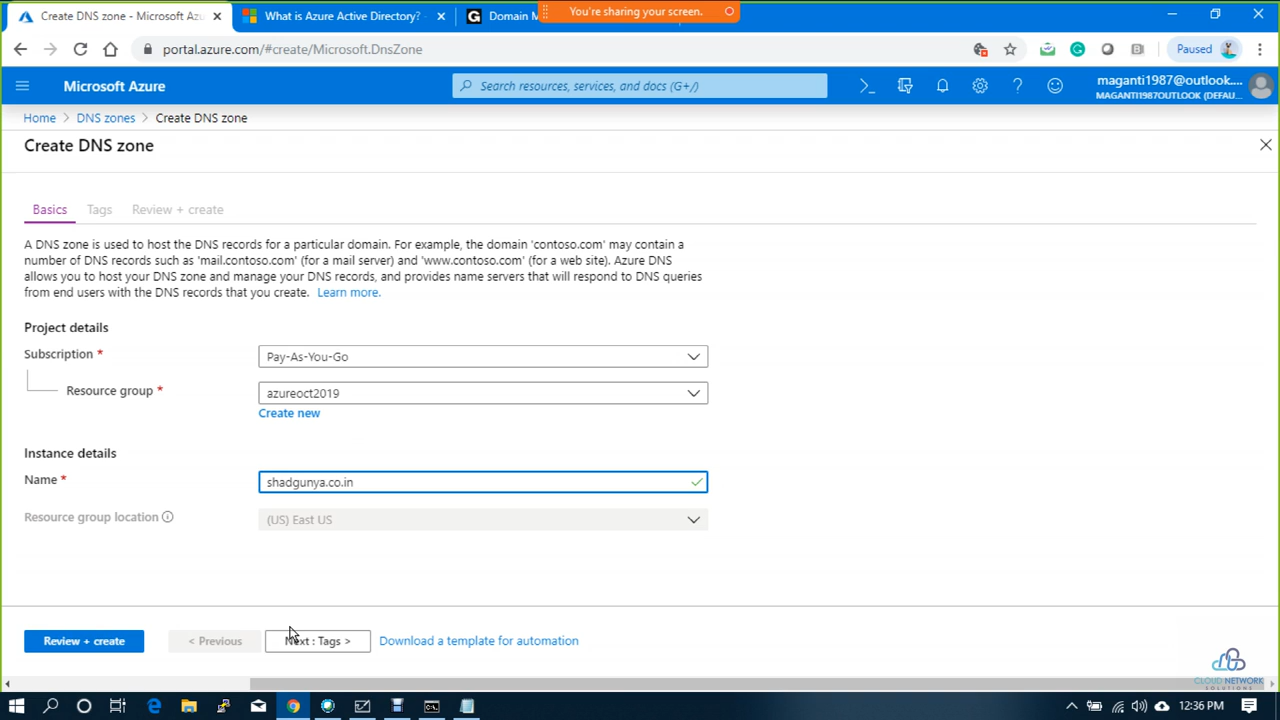 Create DNS zone - Microsoft Azu
What is Azure Active Directory?
Domain M
You're sharing your screen.
portal.azure.com/#create/Microsoft.DnsZone
Paused
Microsoft Azure
Search resources, services, and docs (G+/)
maganti1987@outlook....
MAGANTI1987OUTLOOK (DEFAU...
Home > DNS zones > Create DNS zone
Create DNS zone
Basics Tags Review + create
A DNS zone is used to host the DNS records for a particular domain. For example, the domain 'contoso.com' may contain a
number of DNS records such as 'mail.contoso.com' (for a mail server) and 'www.contoso.com' (for a web site). Azure DNS
allows you to host your DNS zone and manage your DNS records, and provides name servers that will respond to DNS queries
from end users with the DNS records that you create. Learn more.
Project details
Subscription *
Pay-As-You-Go
Resource group *
azureoct2019
Create new
Instance details
Name *
shadgunya.co.in
Resource group location
(US) East US
Review + create
< Previous
Next : Tags >
Download a template for automation
CLOUD NETWORK
SOLUTIONS
12:36 PM